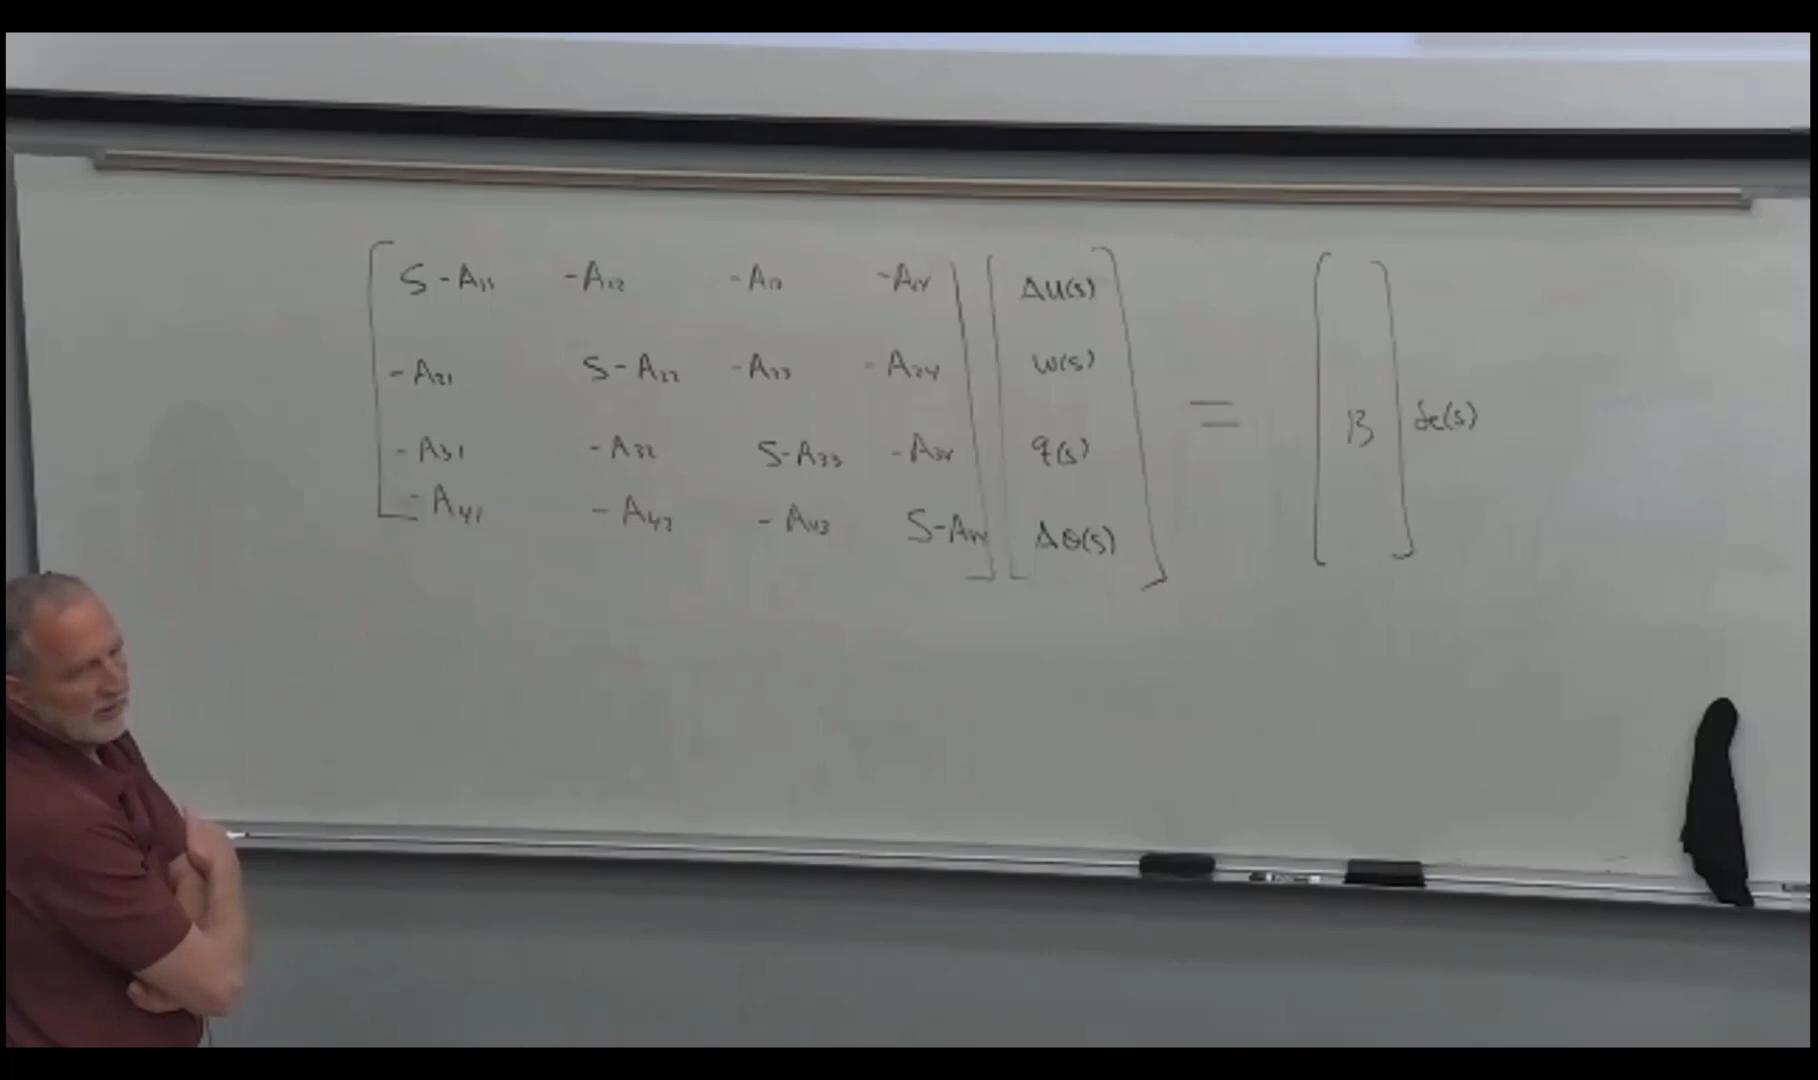 S-A11 -A12 -A13 -A14 Δu(s)
-A21 S-A22 -A23 -A24 w(s)
= B δe(s)
-A31 -A32 S-A33 -A34 q(s)
-A41 -A42 -A43 S-A44 Δθ(s)